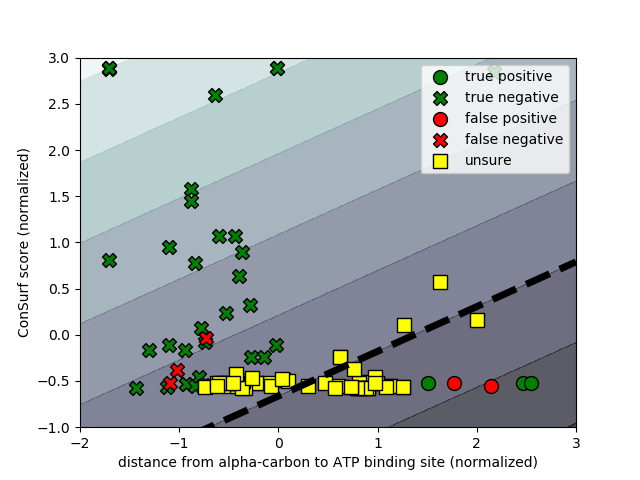 3.0
2.5
2.0
1.5
1.0
0.5
0.0
−0.5
−1.0
−2
−1
0
1
2
3
ConSurf score (normalized)
distance from alpha-carbon to ATP binding site (normalized)
true positive
true negative
false positive
false negative
unsure